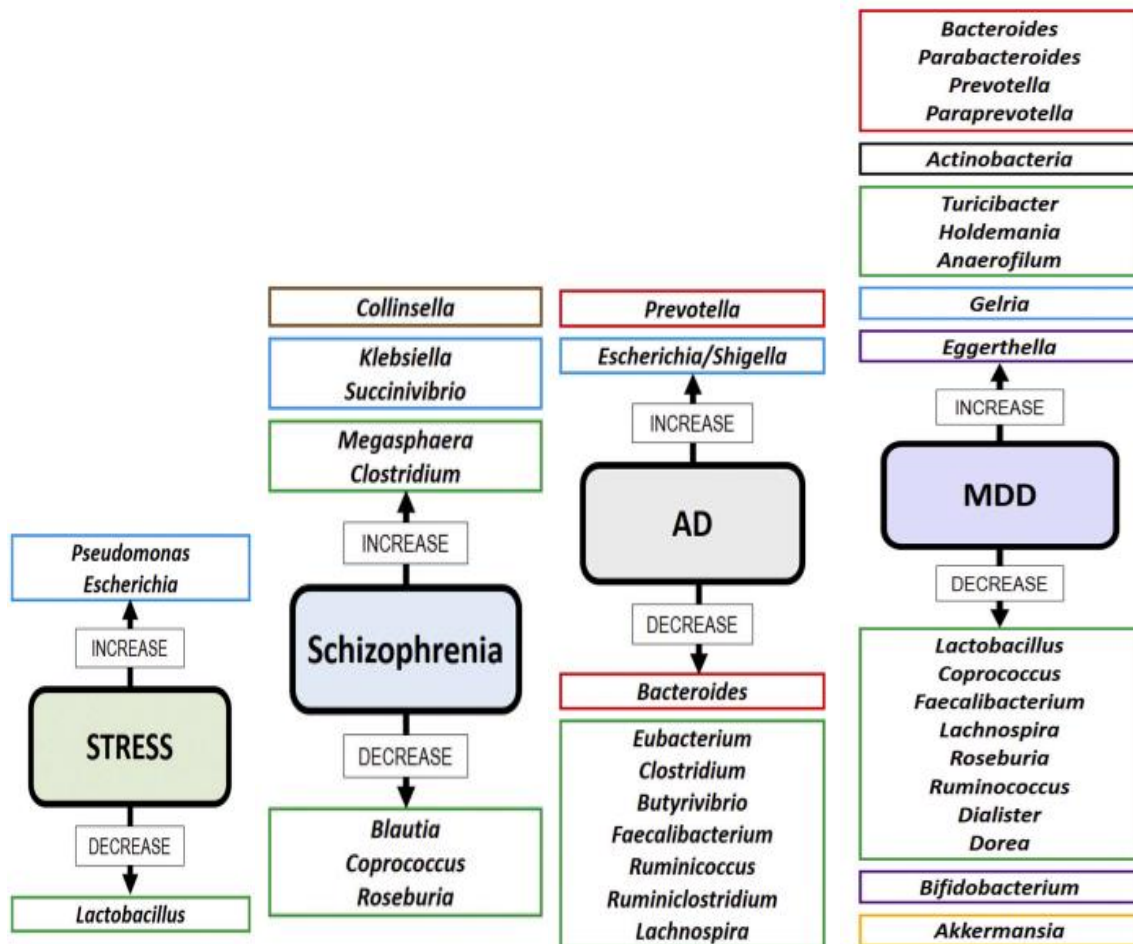 Pseudomonas
Escherichia
INCREASE
STRESS
DECREASE
Lactobacillus
Collinsella
Klebsiella
Succinivibrio
Megasphaera
Clostridium
INCREASE
Schizophrenia
DECREASE
Blautia
Coprococcus
Roseburia
Prevotella
Escherichia/Shigella
INCREASE
AD
DECREASE
Bacteroides
Eubacterium
Clostridium
Butyrivibrio
Faecalibacterium
Ruminicoccus
Ruminiclostridium
Lachnospira
Bacteroides
Parabacteroides
Prevotella
Paraprevotella
Actinobacteria
Turicibacter
Holdemania
Anaerofilum
Gelria
Eggerthella
INCREASE
MDD
DECREASE
Lactobacillus
Coprococcus
Faecalibacterium
Lachnospira
Roseburia
Ruminococcus
Dialister
Dorea
Bifidobacterium
Akkermansia